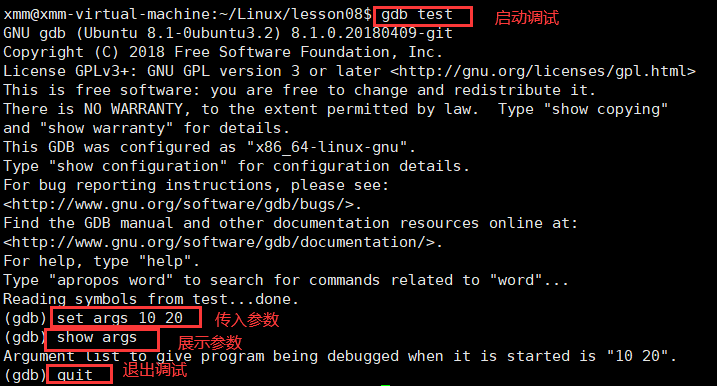 xmm@xmm-virtual-machine:~/Linux/lesson08$ gdb test 启动调试
GNU gdb (Ubuntu 8.1-0ubuntu3.2) 8.1.0.20180409-git
Copyright (C) 2018 Free Software Foundation, Inc.
License GPLv3+: GNU GPL version 3 or later <http://gnu.org/licenses/gpl.html>
This is free software: you are free to change and redistribute it.
There is NO WARRANTY, to the extent permitted by law.  Type "show copying"
and "show warranty" for details.
This GDB was configured as "x86_64-linux-gnu".
Type "show configuration" for configuration details.
For bug reporting instructions, please see:
<http://www.gnu.org/software/gdb/bugs/>.
Find the GDB manual and other documentation resources online at:
<http://www.gnu.org/software/gdb/documentation/>.
For help, type "help".
Type "apropos word" to search for commands related to "word"...
Reading symbols from test...done.
(gdb) set args 10 20 传入参数
(gdb) show args 展示参数
Argument list to give program being debugged when it is started is "10 20".
(gdb) quit 退出调试